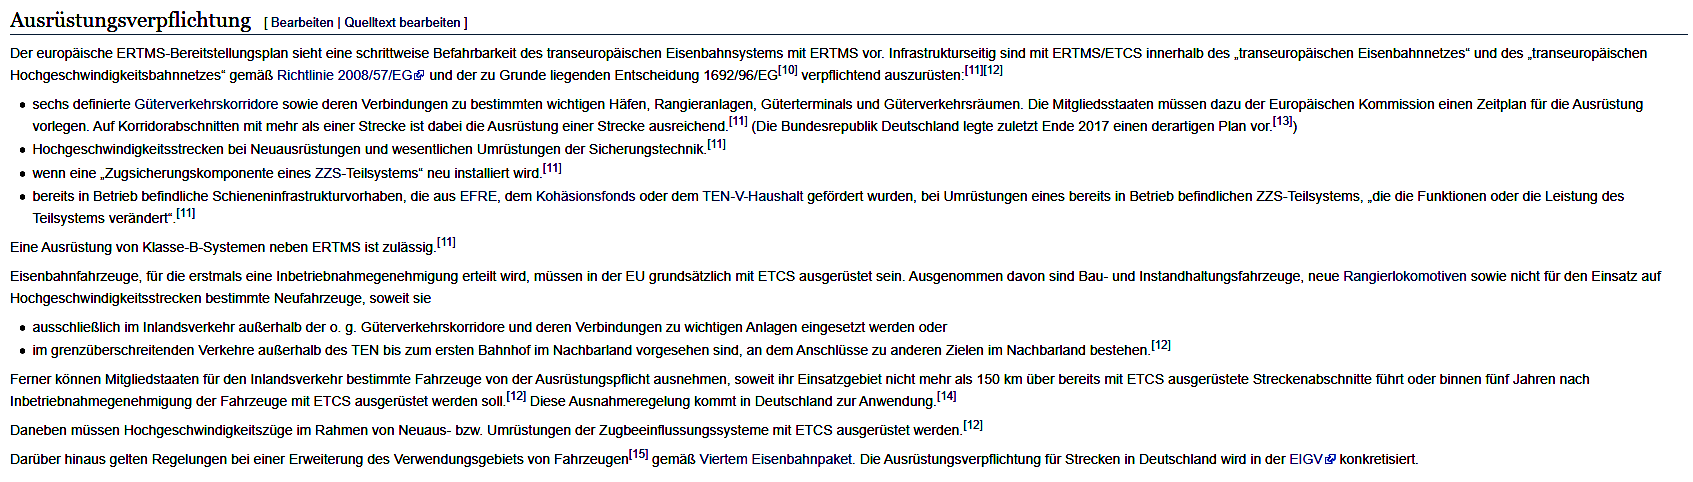 Ausrüstungsverpflichtung [ Bearbeiten | Quelltext bearbeiten ]
Der europäische ERTMS-Bereitstellungsplan sieht eine schrittweise Befahrbarkeit des transeuropäischen Eisenbahnsystems mit ERTMS vor. Infrastrukturseitig sind mit ERTMS/ETCS innerhalb des „transeuropäischen Eisenbahnnetzes“ und des „transeuropäischen
Hochgeschwindigkeitsbahnnetzes“ gemäß Richtlinie 2008/57/EG und der zu Grunde liegenden Entscheidung 1692/96/EG[10] verpflichtend auszurüsten:[11][12]
• sechs definierte Güterverkehrskorridore sowie deren Verbindungen zu bestimmten wichtigen Häfen, Rangieranlagen, Güterterminals und Güterverkehrsräumen. Die Mitgliedsstaaten müssen dazu der Europäischen Kommission einen Zeitplan für die Ausrüstung
vorlegen. Auf Korridorabschnitten mit mehr als einer Strecke ist dabei die Ausrüstung einer Strecke ausreichend.[11] (Die Bundesrepublik Deutschland legte zuletzt Ende 2017 einen derartigen Plan vor.[13])
• Hochgeschwindigkeitsstrecken bei Neuausrüstungen und wesentlichen Umrüstungen der Sicherungstechnik.[11]
• wenn eine „Zugsicherungskomponente eines ZZS-Teilsystems“ neu installiert wird.[11]
• bereits in Betrieb befindliche Schieneninfrastrukturvorhaben, die aus EFRE, dem Kohäsionsfonds oder dem TEN-V-Haushalt gefördert wurden, bei Umrüstungen eines bereits in Betrieb befindlichen ZZS-Teilsystems, „die die Funktionen oder die Leistung des
Teilsystems verändert“.[11]
Eine Ausrüstung von Klasse-B-Systemen neben ERTMS ist zulässig.[11]
Eisenbahnfahrzeuge, für die erstmals eine Inbetriebnahmegenehmigung erteilt wird, müssen in der EU grundsätzlich mit ETCS ausgerüstet sein. Ausgenommen davon sind Bau- und Instandhaltungsfahrzeuge, neue Rangierlokomotiven sowie nicht für den Einsatz auf
Hochgeschwindigkeitsstrecken bestimmte Neufahrzeuge, soweit sie
• ausschließlich im Inlandsverkehr außerhalb der o. g. Güterverkehrskorridore und deren Verbindungen zu wichtigen Anlagen eingesetzt werden oder
• im grenzüberschreitenden Verkehre außerhalb des TEN bis zum ersten Bahnhof im Nachbarland vorgesehen sind, an dem Anschlüsse zu anderen Zielen im Nachbarland bestehen.[12]
Ferner können Mitgliedstaaten für den Inlandsverkehr bestimmte Fahrzeuge von der Ausrüstungspflicht ausnehmen, soweit ihr Einsatzgebiet nicht mehr als 150 km über bereits mit ETCS ausgerüstete Streckenabschnitte führt oder binnen fünf Jahren nach
Inbetriebnahmegenehmigung der Fahrzeuge mit ETCS ausgerüstet werden soll.[12] Diese Ausnahmeregelung kommt in Deutschland zur Anwendung.[14]
Daneben müssen Hochgeschwindigkeitszüge im Rahmen von Neuaus- bzw. Umrüstungen der Zugbeeinflussungssysteme mit ETCS ausgerüstet werden.[12]
Darüber hinaus gelten Regelungen bei einer Erweiterung des Verwendungsgebiets von Fahrzeugen[15] gemäß Viertem Eisenbahnpaket. Die Ausrüstungsverpflichtung für Strecken in Deutschland wird in der EIGV konkretisiert.